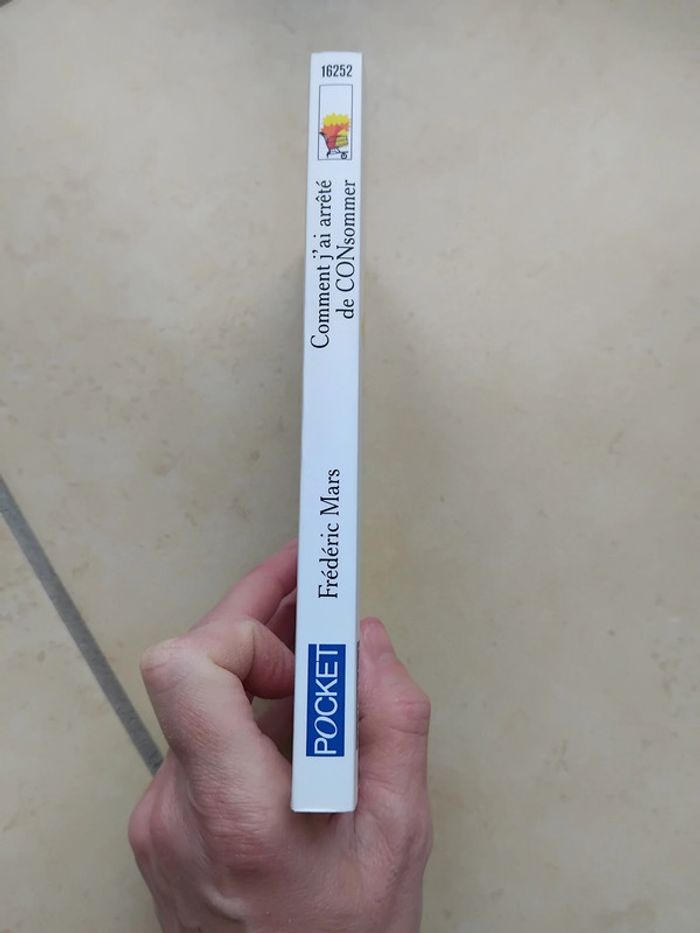 16252
Comment j'ai arrêté
de CONsommer
Frédéric Mars
POCKET